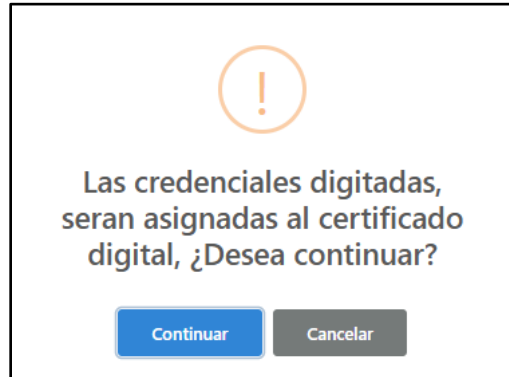 Las credenciales digitadas,
seran asignadas al certificado
digital, ¿Desea continuar?
Continuar
Cancelar